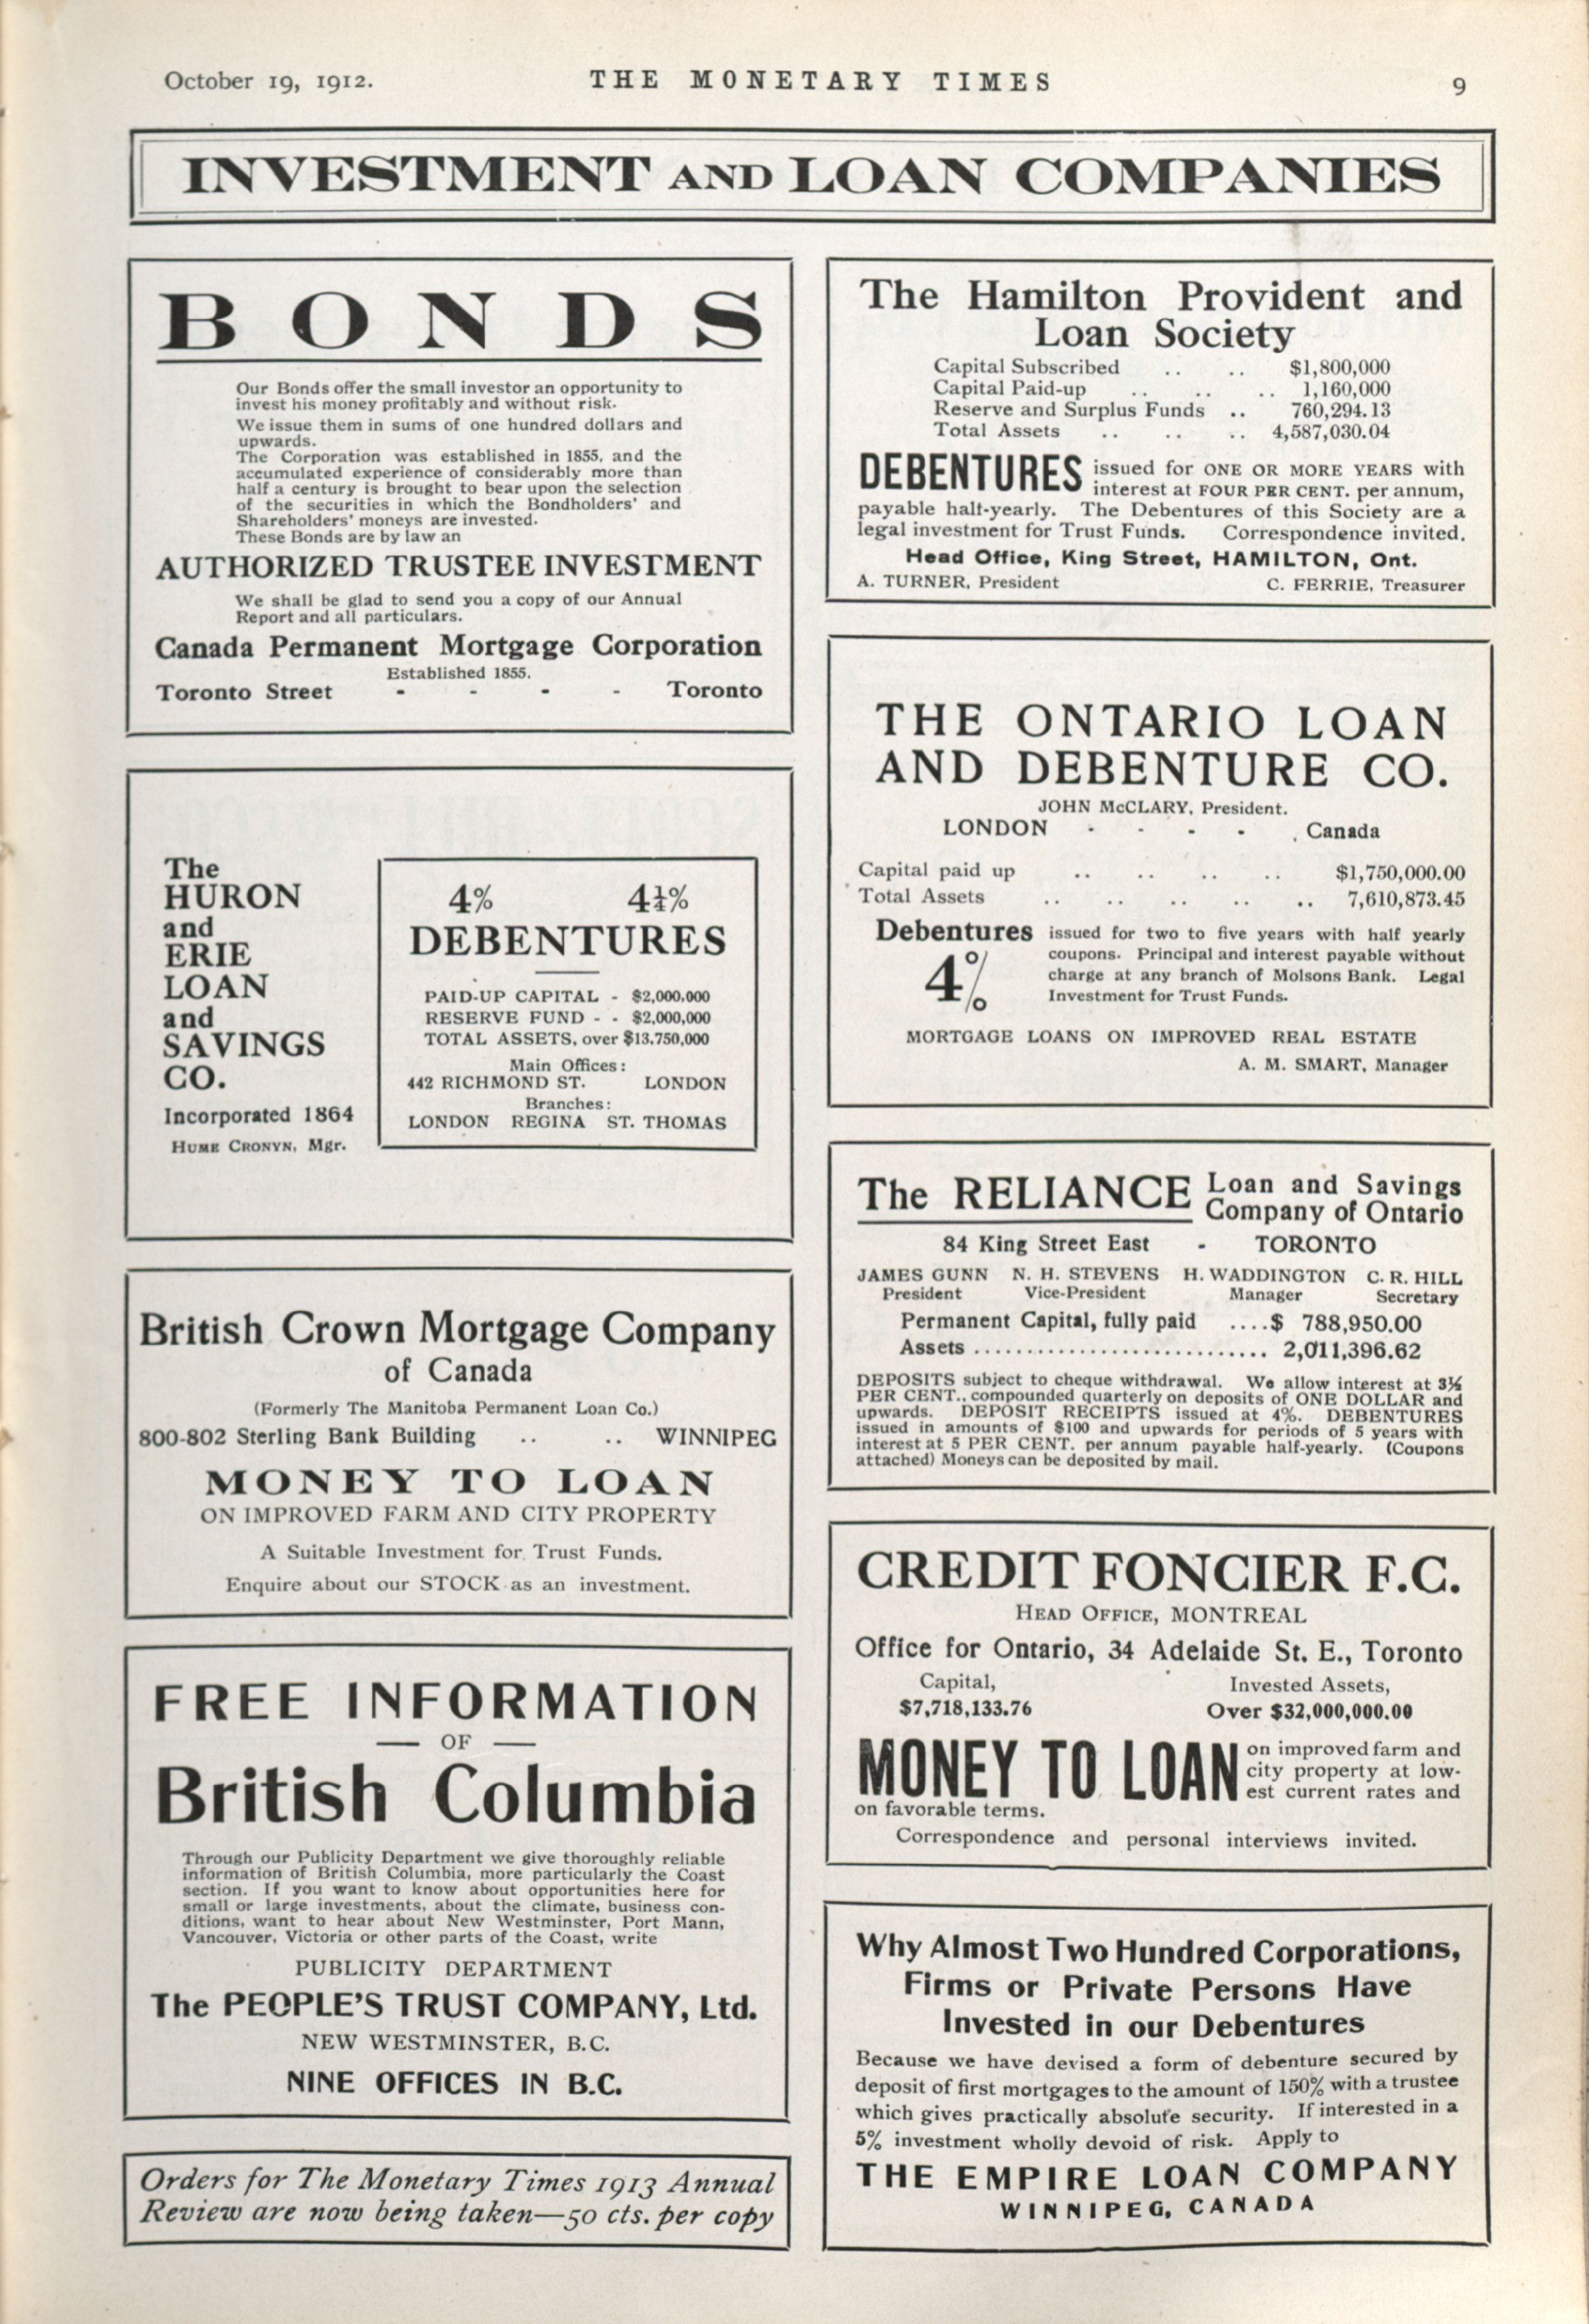 October 19, 1912.
THE MONETARY TIMES
9
INVESTMENT AND LOAN COMPANIES
BONDS
Our Bonds offer the small investor an opportunity to
invest his money profitably and without risk.
We issue them in sums of one hundred dollars and
upwards.
The Corporation was established in 1855, and the
accumulated experience of considerably more than
half a century is brought to bear upon the selection
of the securities in which the Bondholders' and
Shareholders' moneys are invested.
These Bonds are by law an
AUTHORIZED TRUSTEE INVESTMENT
We shall be glad to send you a copy of our Annual
Report and all particulars.
Canada Permanent Mortgage Corporation
Established 1855.
Toronto Street - - - - Toronto
The
HURON
and
ERIE
LOAN
and
SAVINGS
CO.
Incorporated 1864
HUME CRONYN, Mgr.
4% 4½%
DEBENTURES
PAID-UP CAPITAL - $2,000,000
RESERVE FUND - - $2,000,000
TOTAL ASSETS, over $13,750,000
Main Offices:
442 RICHMOND ST. LONDON
Branches:
LONDON REGINA ST. THOMAS
British Crown Mortgage Company
of Canada
(Formerly The Manitoba Permanent Loan Co.)
800-802 Sterling Bank Building .. .. WINNIPEG
MONEY TO LOAN
ON IMPROVED FARM AND CITY PROPERTY
A Suitable Investment for Trust Funds.
Enquire about our STOCK as an investment.
FREE INFORMATION
— OF —
British Columbia
Through our Publicity Department we give thoroughly reliable
information of British Columbia, more particularly the Coast
section. If you want to know about opportunities here for
small or large investments, about the climate, business con-
ditions, want to hear about New Westminster, Port Mann,
Vancouver, Victoria or other parts of the Coast, write
PUBLICITY DEPARTMENT
The PEOPLE'S TRUST COMPANY, Ltd.
NEW WESTMINSTER, B.C.
NINE OFFICES IN B.C.
Orders for The Monetary Times 1913 Annual
Review are now being taken—50 cts. per copy
The Hamilton Provident and
Loan Society
Capital Subscribed .. .. $1,800,000
Capital Paid-up .. .. .. 1,160,000
Reserve and Surplus Funds .. 760,294.13
Total Assets .. .. .. 4,587,030.04
DEBENTURES issued for ONE OR MORE YEARS with
interest at FOUR PER CENT. per annum,
payable half-yearly. The Debentures of this Society are a
legal investment for Trust Funds. Correspondence invited.
Head Office, King Street, HAMILTON, Ont.
A. TURNER, President C. FERRIE, Treasurer
THE ONTARIO LOAN
AND DEBENTURE CO.
JOHN McCLARY, President.
LONDON - - - - Canada
Capital paid up .. .. .. .. $1,750,000.00
Total Assets .. .. .. .. .. 7,610,873.45
Debentures issued for two to five years with half yearly
4% coupons. Principal and interest payable without
charge at any branch of Molsons Bank. Legal
Investment for Trust Funds.
MORTGAGE LOANS ON IMPROVED REAL ESTATE
A. M. SMART, Manager
The RELIANCE Loan and Savings
Company of Ontario
84 King Street East - TORONTO
JAMES GUNN N. H. STEVENS H. WADDINGTON C. R. HILL
President Vice-President Manager Secretary
Permanent Capital, fully paid ....$ 788,950.00
Assets ............................ 2,011,396.62
DEPOSITS subject to cheque withdrawal. We allow interest at 3½
PER CENT., compounded quarterly on deposits of ONE DOLLAR and
upwards. DEPOSIT RECEIPTS issued at 4%. DEBENTURES
issued in amounts of $100 and upwards for periods of 5 years with
interest at 5 PER CENT. per annum payable half-yearly. (Coupons
attached) Moneys can be deposited by mail.
CREDIT FONCIER F.C.
HEAD OFFICE, MONTREAL
Office for Ontario, 34 Adelaide St. E., Toronto
Capital, Invested Assets,
$7,718,133.76 Over $32,000,000.00
MONEY TO LOAN on improved farm and
city property at low-
est current rates and
on favorable terms.
Correspondence and personal interviews invited.
Why Almost Two Hundred Corporations,
Firms or Private Persons Have
Invested in our Debentures
Because we have devised a form of debenture secured by
deposit of first mortgages to the amount of 150% with a trustee
which gives practically absolute security. If interested in a
5% investment wholly devoid of risk. Apply to
THE EMPIRE LOAN COMPANY
WINNIPEG, CANADA